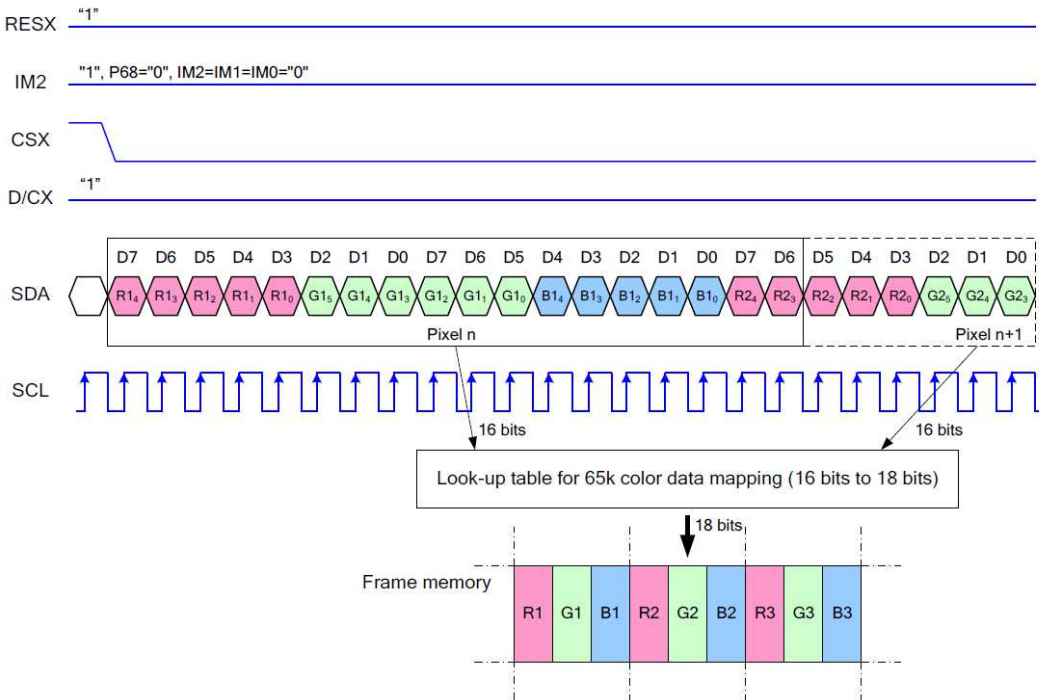 RESX "1"
IM2 "1", P68="0", IM2=IM1=IM0="0"
CSX
D/CX "1"
D7 D6 D5 D4 D3 D2 D1 D0 D7 D6 D5 D4 D3 D2 D1 D0 D7 D6 D5 D4 D3 D2 D1 D0
SDA R1₄ R1₃ R1₂ R1₁ R1₀ G1₅ G1₄ G1₃ G1₂ G1₁ G1₀ B1₄ B1₃ B1₂ B1₁ B1₀ R2₄ R2₃ R2₂ R2₁ R2₀ G2₅ G2₄ G2₃
Pixel n Pixel n+1
SCL
16 bits 16 bits
Look-up table for 65k color data mapping (16 bits to 18 bits)
18 bits
Frame memory
R1 G1 B1 R2 G2 B2 R3 G3 B3